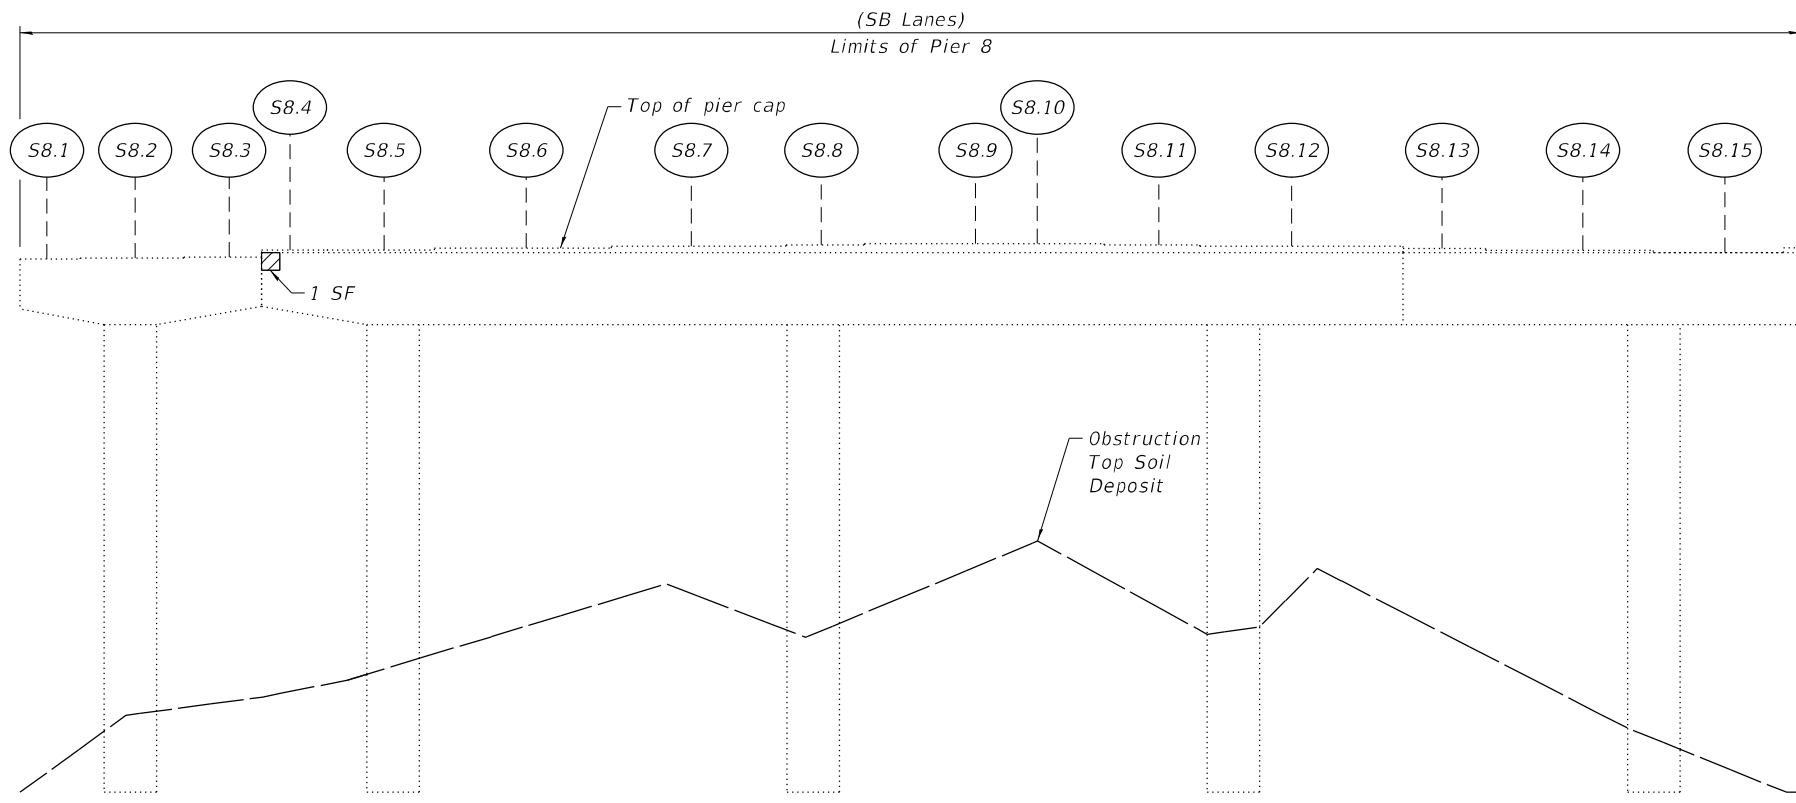 (SB Lanes)
Limits of Pier 8
S8.4
S8.10
Top of pier cap
S8.1
S8.2
S8.3
S8.5
S8.6
S8.7
S8.8
S8.9
S8.11
S8.12
S8.13
S8.14
S8.15
1 SF
Obstruction
Top Soil
Deposit